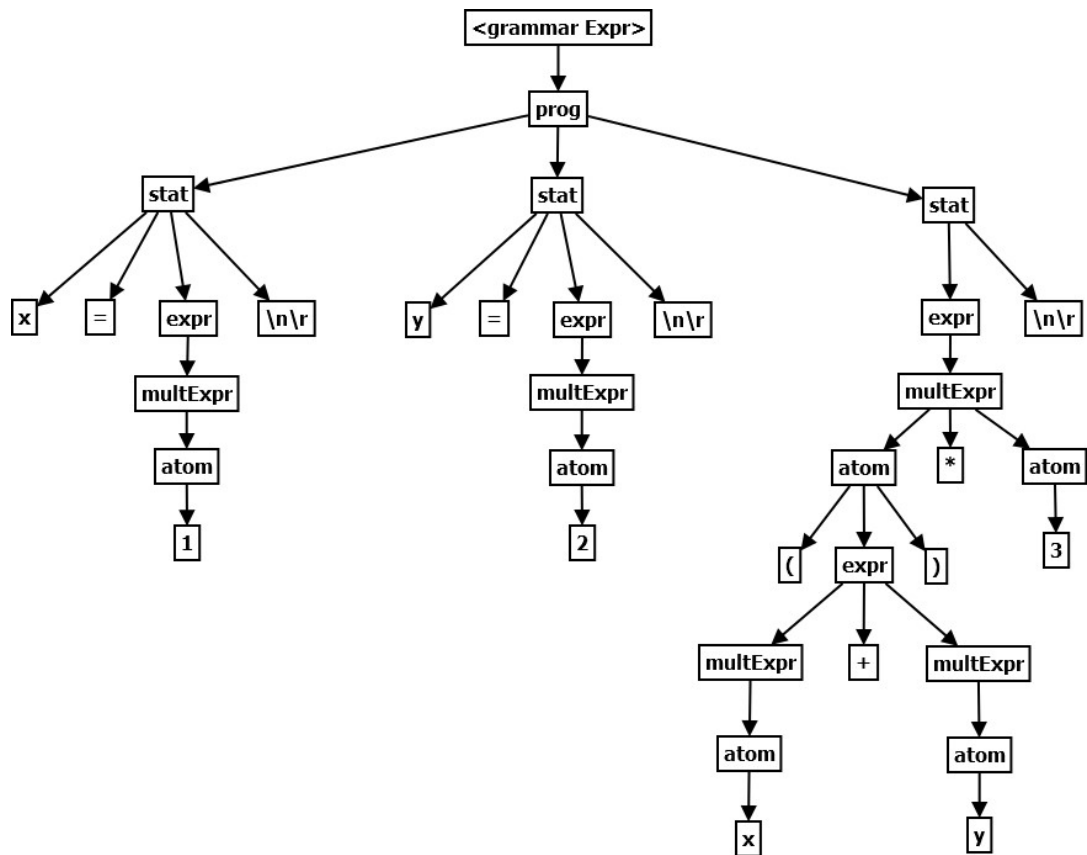 <grammar Expr>
prog
stat
stat
stat
x
=
expr
\n\r
y
=
expr
\n\r
expr
\n\r
multExpr
multExpr
multExpr
atom
atom
atom
*
atom
1
2
(
expr
)
3
multExpr
+
multExpr
atom
atom
x
y